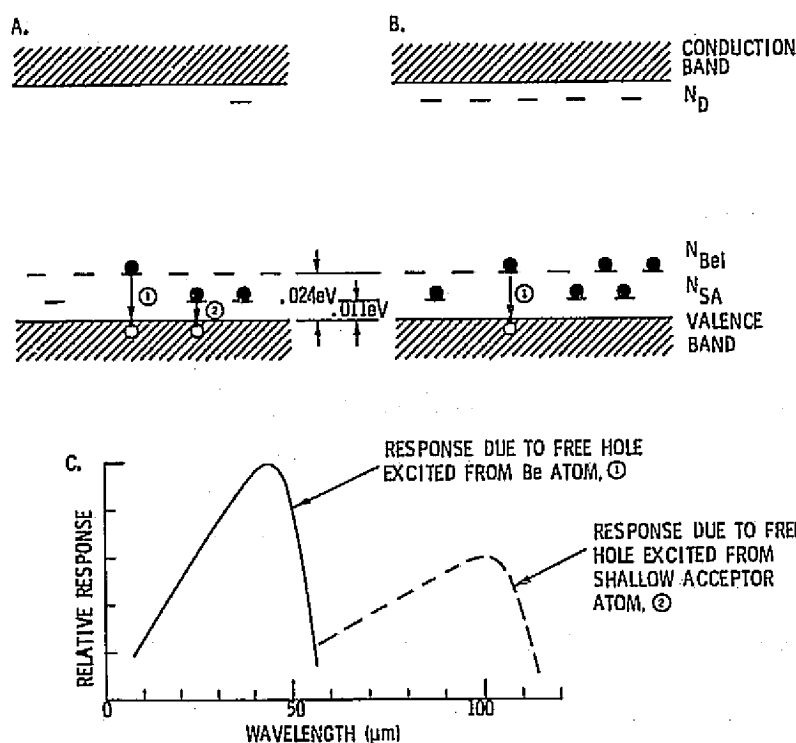 A.
B.
CONDUCTION
BAND
N_D
N_BeI
.024eV
N_SA
.011eV
①
②
①
VALENCE
BAND
C.
RESPONSE DUE TO FREE HOLE
EXCITED FROM Be ATOM, ①
RESPONSE DUE TO FREE
HOLE EXCITED FROM
SHALLOW ACCEPTOR
ATOM, ②
RELATIVE RESPONSE
0
50
100
WAVELENGTH (µm)